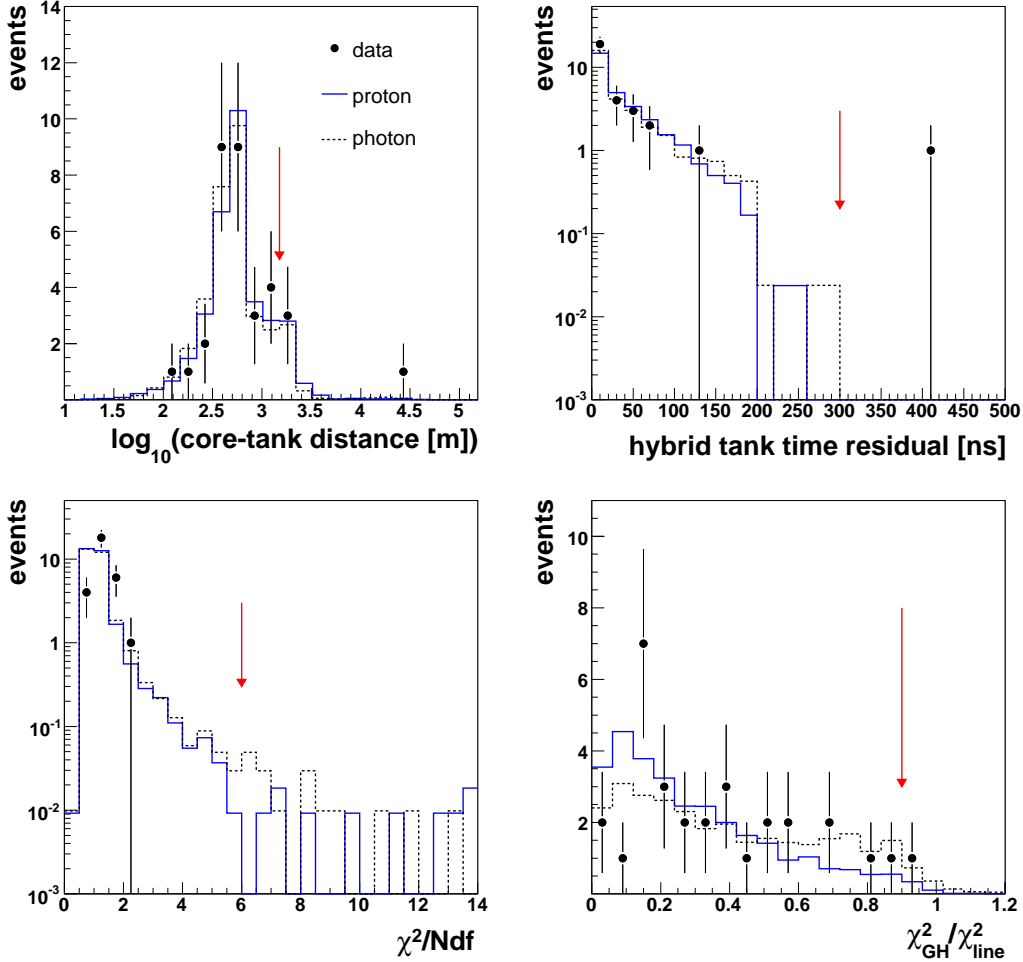 events
14
12
10
8
6
4
2
1 1.5 2 2.5 3 3.5 4 4.5 5
log₁₀(core-tank distance [m])
data
proton
photon
events
10
1
10⁻¹
10⁻²
10⁻³
0 50 100 150 200 250 300 350 400 450 500
hybrid tank time residual [ns]
events
10
1
10⁻¹
10⁻²
10⁻³
0 2 4 6 8 10 12 14
χ²/Ndf
events
10
8
6
4
2
0
0 0.2 0.4 0.6 0.8 1 1.2
χ²GH/χ²line